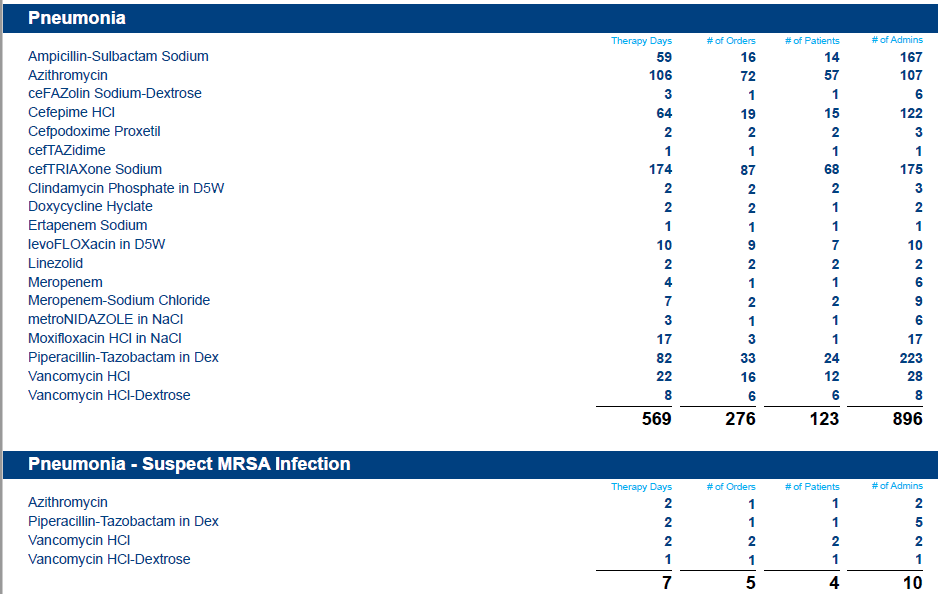 Pneumonia
Therapy Days # of Orders # of Patients # of Admins
Ampicillin-Sulbactam Sodium 59 16 14 167
Azithromycin 106 72 57 107
ceFAZolin Sodium-Dextrose 3 1 1 6
Cefepime HCl 64 19 15 122
Cefpodoxime Proxetil 2 2 2 3
cefTAZidime 1 1 1 1
cefTRIAXone Sodium 174 87 68 175
Clindamycin Phosphate in D5W 2 2 2 3
Doxycycline Hyclate 2 2 1 2
Ertapenem Sodium 1 1 1 1
levoFLOXacin in D5W 10 9 7 10
Linezolid 2 2 2 2
Meropenem 4 1 1 6
Meropenem-Sodium Chloride 7 2 2 9
metroNIDAZOLE in NaCl 3 1 1 6
Moxifloxacin HCl in NaCl 17 3 1 17
Piperacillin-Tazobactam in Dex 82 33 24 223
Vancomycin HCl 22 16 12 28
Vancomycin HCl-Dextrose 8 6 6 8
569 276 123 896
Pneumonia - Suspect MRSA Infection
Therapy Days # of Orders # of Patients # of Admins
Azithromycin 2 1 1 2
Piperacillin-Tazobactam in Dex 2 1 1 5
Vancomycin HCl 2 2 2 2
Vancomycin HCl-Dextrose 1 1 1 1
7 5 4 10